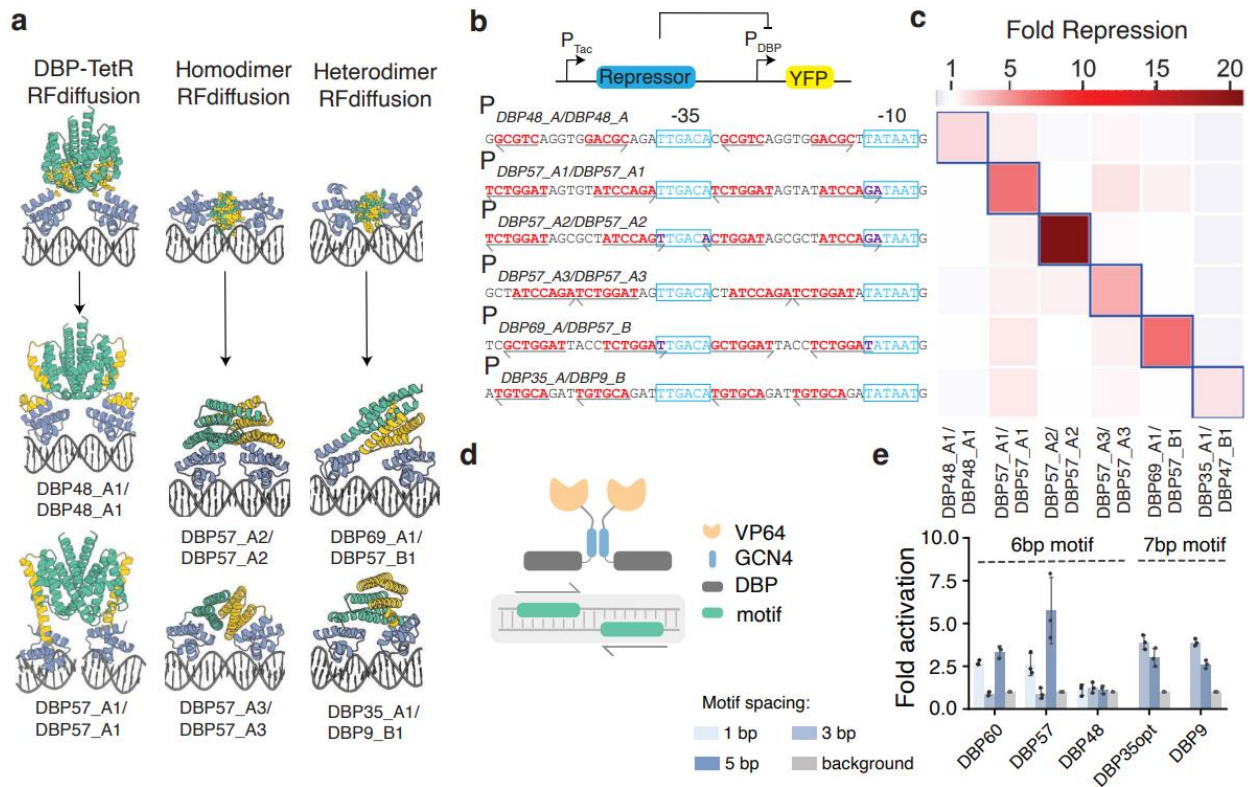 a
DBP-TetR
RFdiffusion
Homodimer
RFdiffusion
Heterodimer
RFdiffusion
DBP48_A1/
DBP48_A1
DBP57_A1/
DBP57_A1
DBP57_A2/
DBP57_A2
DBP57_A3/
DBP57_A3
DBP69_A1/
DBP57_B1
DBP35_A1/
DBP9_B1
b
PTac
Repressor
PDBP
YFP
-35
-10
PDBP48_A/DBP48_A
GGCGTCAGGTGGACGCAGATTGACACGCGTCAGGTGGACGCTTATAATG
PDBP57_A1/DBP57_A1
TCTGGATAGTGTATCCAGATTGACATCTGGATAGTATATCCAGATAATG
PDBP57_A2/DBP57_A2
TCTGGATAGCGCTATCCAGTTGACACTGGATAGCGCTATCCAGATAATG
PDBP57_A3/DBP57_A3
GCTATCCAGATCTGGATAGTTGACACTATCCAGATCTGGATATATAATG
PDBP69_A/DBP57_B
TCGCTGGATTACCTCTGGATTGACAGCTGGATTACCTCTGGATATAATG
PDBP35_A/DBP9_B
ATGTGCAGATTGTGCAGATTTGACATGTGCAGATTGTGCAGATATAATG
c
Fold Repression
1 5 10 15 20
DBP48_A1/
DBP48_A1
DBP57_A1/
DBP57_A1
DBP57_A2/
DBP57_A2
DBP57_A3/
DBP57_A3
DBP69_A1/
DBP57_B1
DBP35_A1/
DBP47_B1
d
VP64
GCN4
DBP
motif
Motif spacing:
1 bp
3 bp
5 bp
background
e
Fold activation
10.0
7.5
5.0
2.5
0.0
6bp motif
7bp motif
DBP60
DBP57
DBP48
DBP35opt
DBP9